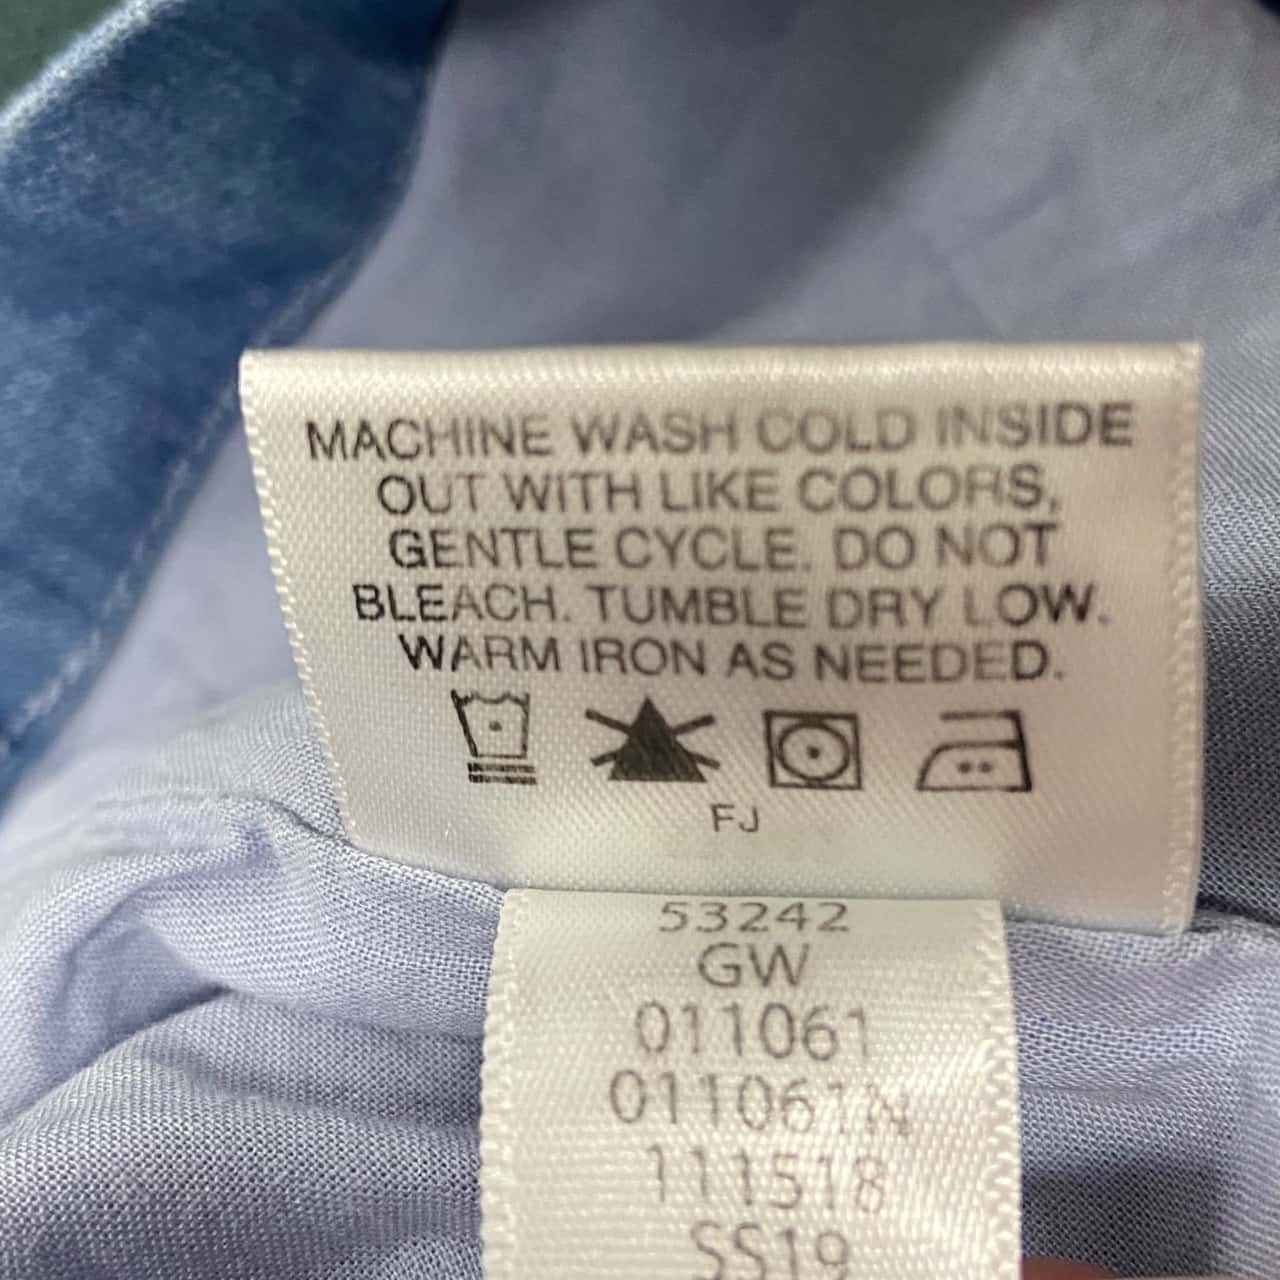 MACHINE WASH COLD INSIDE
OUT WITH LIKE COLORS,
GENTLE CYCLE. DO NOT
BLEACH. TUMBLE DRY LOW.
WARM IRON AS NEEDED.
FJ
53242
GW
011061
011061N
111518
SS19